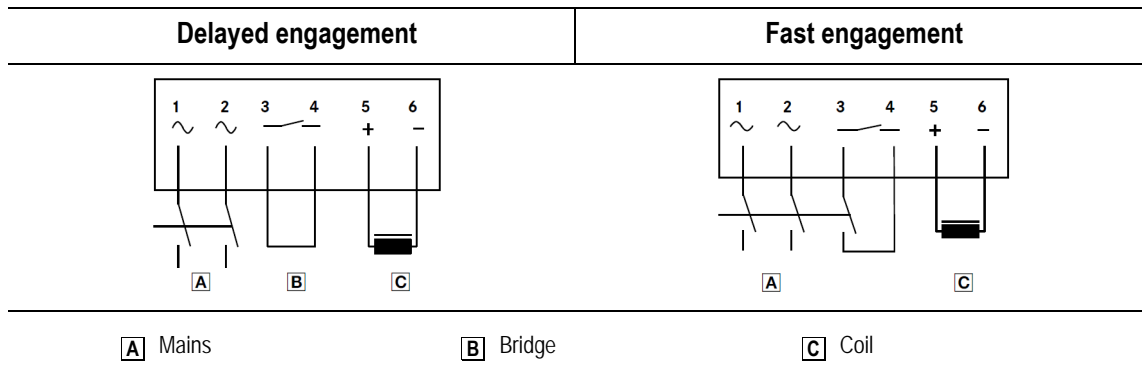 Delayed engagement Fast engagement
1 2 3 4 5 6 1 2 3 4 5 6
+ − + −
A B C A C
A Mains B Bridge C Coil